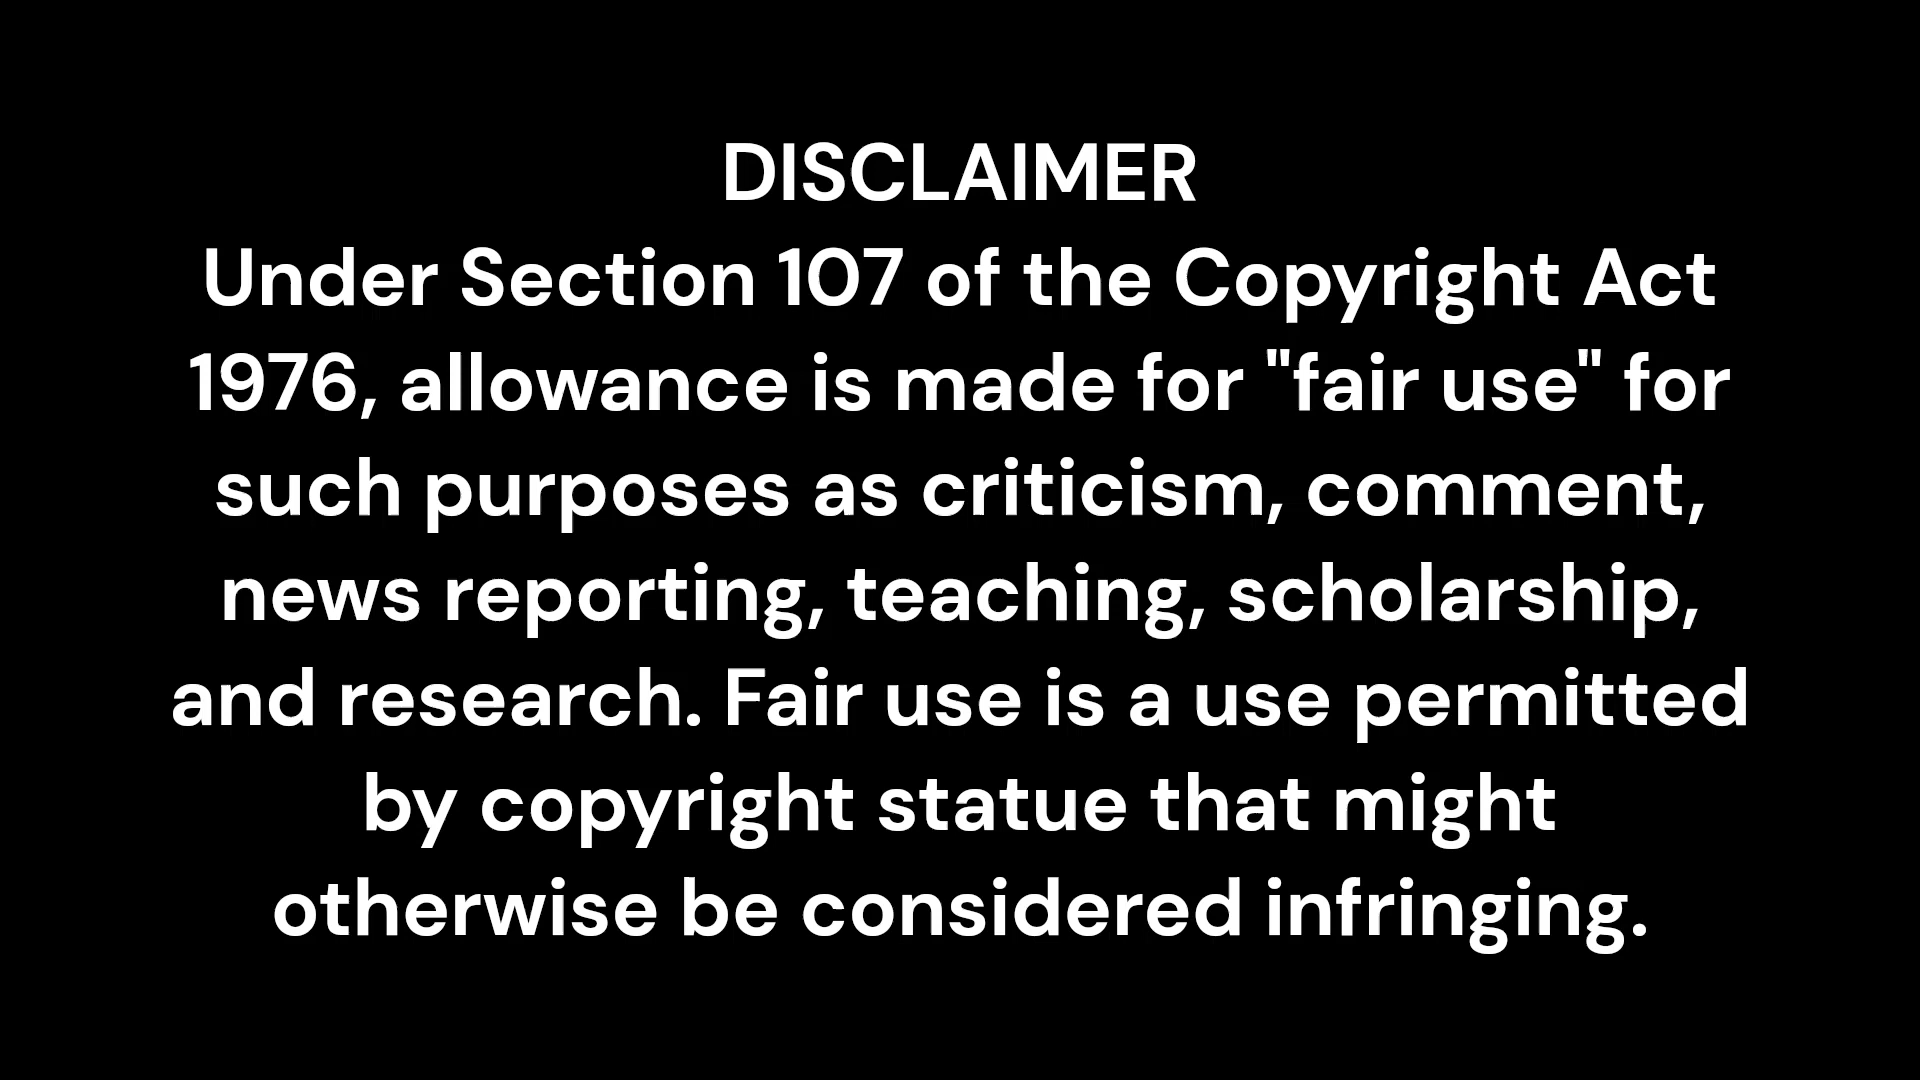 DISCLAIMER
Under Section 107 of the Copyright Act
1976, allowance is made for "fair use" for
such purposes as criticism, comment,
news reporting, teaching, scholarship,
and research. Fair use is a use permitted
by copyright statue that might
otherwise be considered infringing.